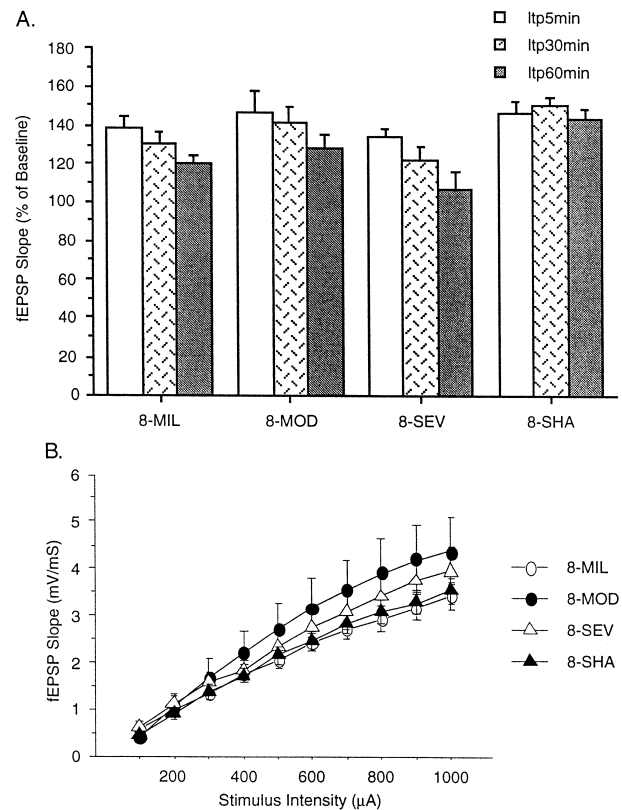 A.
ltp5min
ltp30min
ltp60min
fEPSP Slope (% of Baseline)
180
160
140
120
100
80
60
40
20
0
8-MIL
8-MOD
8-SEV
8-SHA
B.
fEPSP Slope (mV/mS)
6
5
4
3
2
1
0
200
400
600
800
1000
Stimulus Intensity (µA)
8-MIL
8-MOD
8-SEV
8-SHA